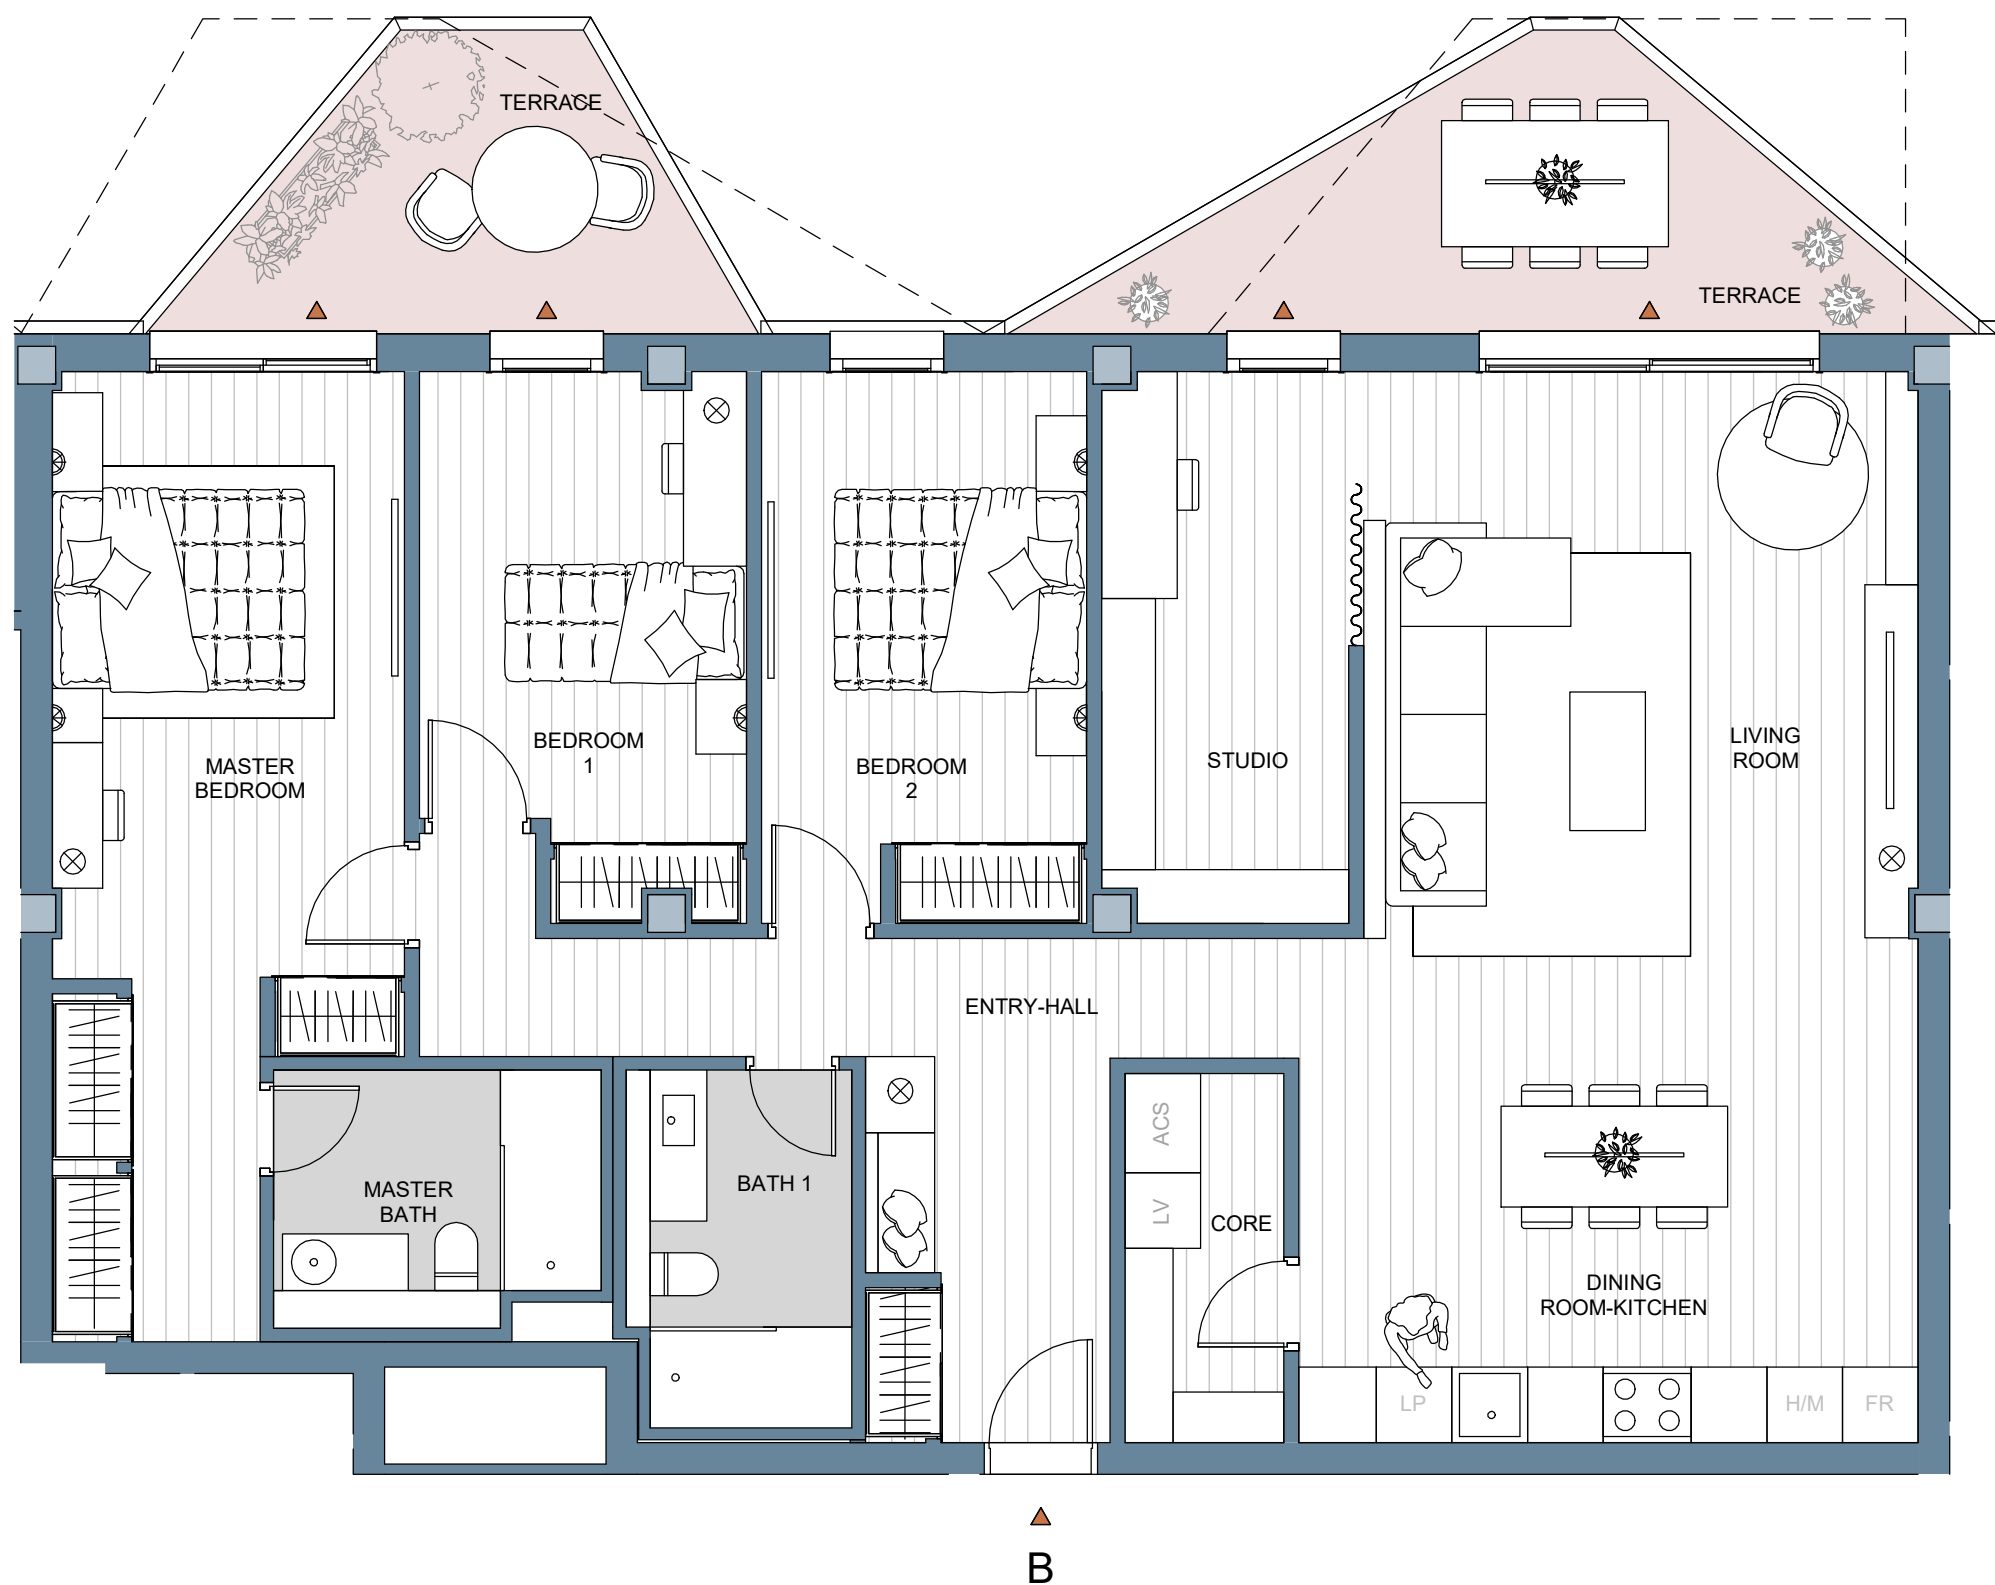 TERRACE
TERRACE
MASTER
BEDROOM
BEDROOM
1
BEDROOM
2
STUDIO
LIVING
ROOM
ENTRY-HALL
MASTER
BATH
BATH 1
ACS
LV
CORE
DINING
ROOM-KITCHEN
LP
H/M
FR
B